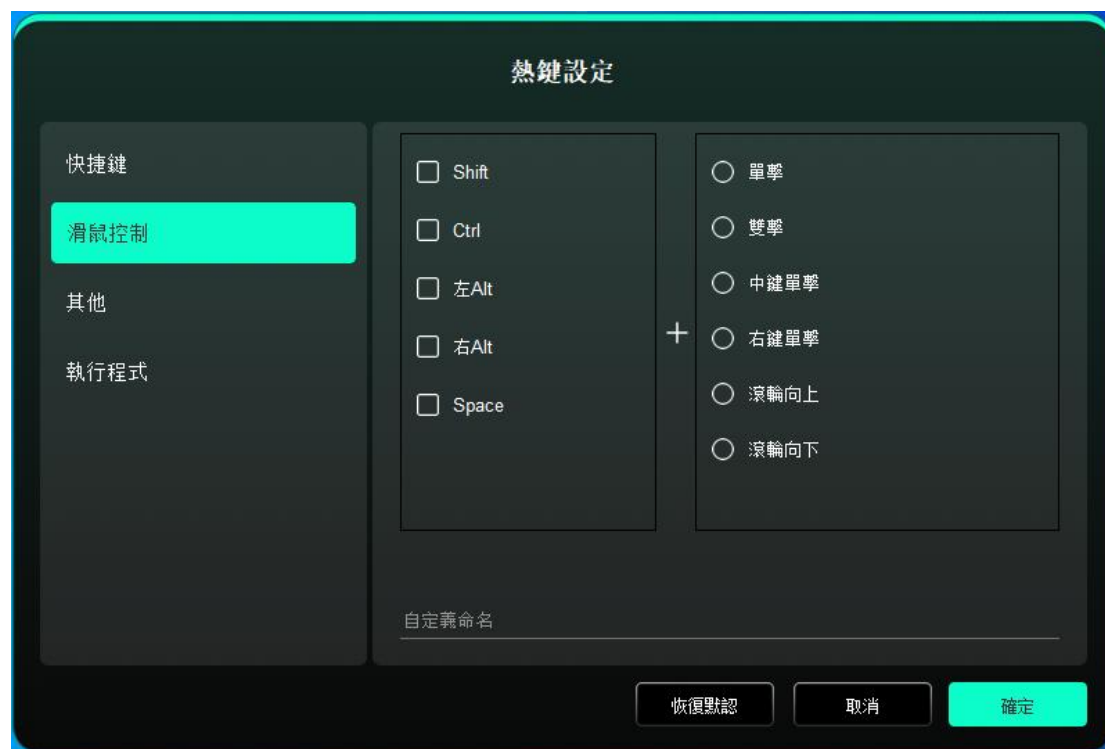 熱鍵設定
快捷鍵
滑鼠控制
其他
執行程式
Shift
Ctrl
左Alt
右Alt
Space
+
單擊
雙擊
中鍵單擊
右鍵單擊
滾輪向上
滾輪向下
自定義命名
恢復默認
取消
確定